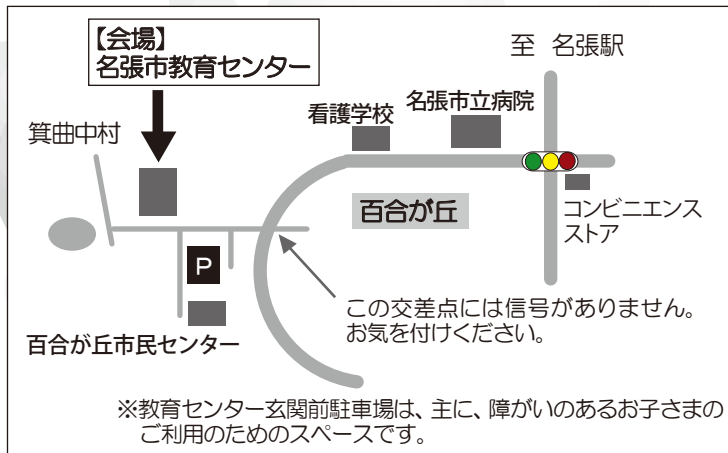 【会場】
名張市教育センター
至 名張駅
看護学校
名張市立病院
箕曲中村
百合が丘
コンビニエンス
ストア
P
この交差点には信号がありません。
お気を付けください。
百合が丘市民センター
※教育センター玄関前駐車場は、主に、障がいのあるお子さまの
ご利用のためのスペースです。